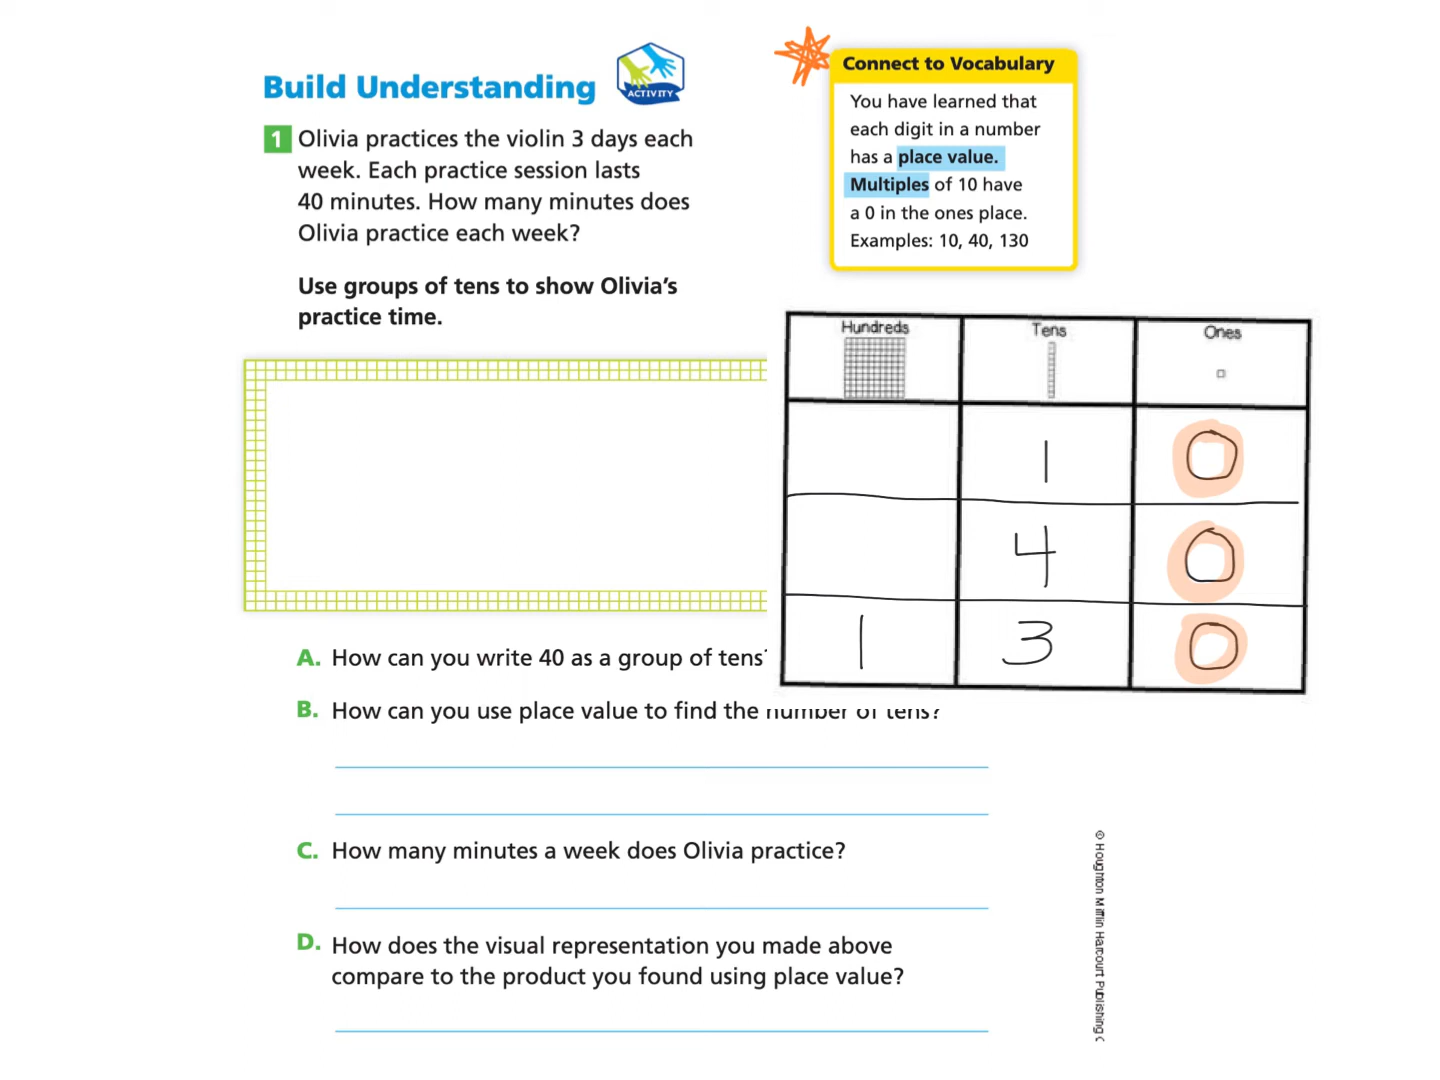 Build Understanding
ACTIVITY
1 Olivia practices the violin 3 days each
week. Each practice session lasts
40 minutes. How many minutes does
Olivia practice each week?
Use groups of tens to show Olivia's
practice time.
Connect to Vocabulary
You have learned that
each digit in a number
has a place value.
Multiples of 10 have
a 0 in the ones place.
Examples: 10, 40, 130
Hundreds Tens Ones
1 0
4 0
1 3 0
A. How can you write 40 as a group of tens?
B. How can you use place value to find the number of tens?
C. How many minutes a week does Olivia practice?
D. How does the visual representation you made above
compare to the product you found using place value?
© Houghton Mifflin Harcourt Publishing C